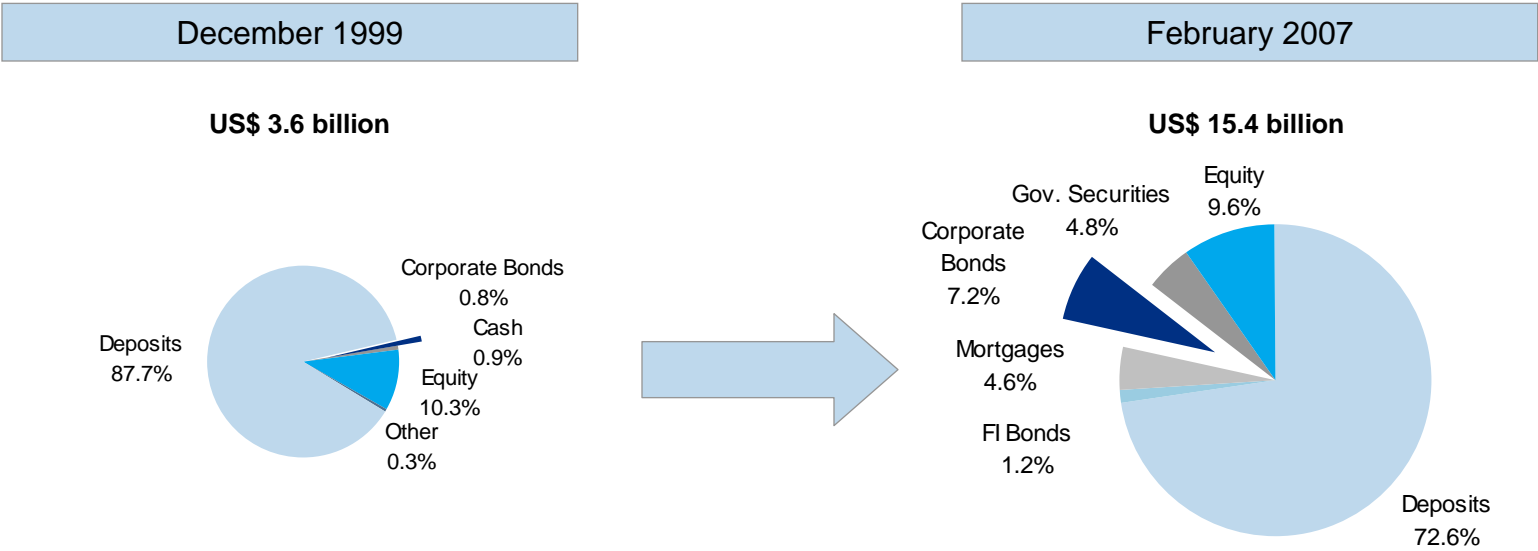 December 1999
US$ 3.6 billion
Corporate Bonds
0.8%
Cash
0.9%
Deposits
87.7%
Equity
10.3%
Other
0.3%
February 2007
US$ 15.4 billion
Equity
9.6%
Gov. Securities
4.8%
Corporate
Bonds
7.2%
Mortgages
4.6%
FI Bonds
1.2%
Deposits
72.6%